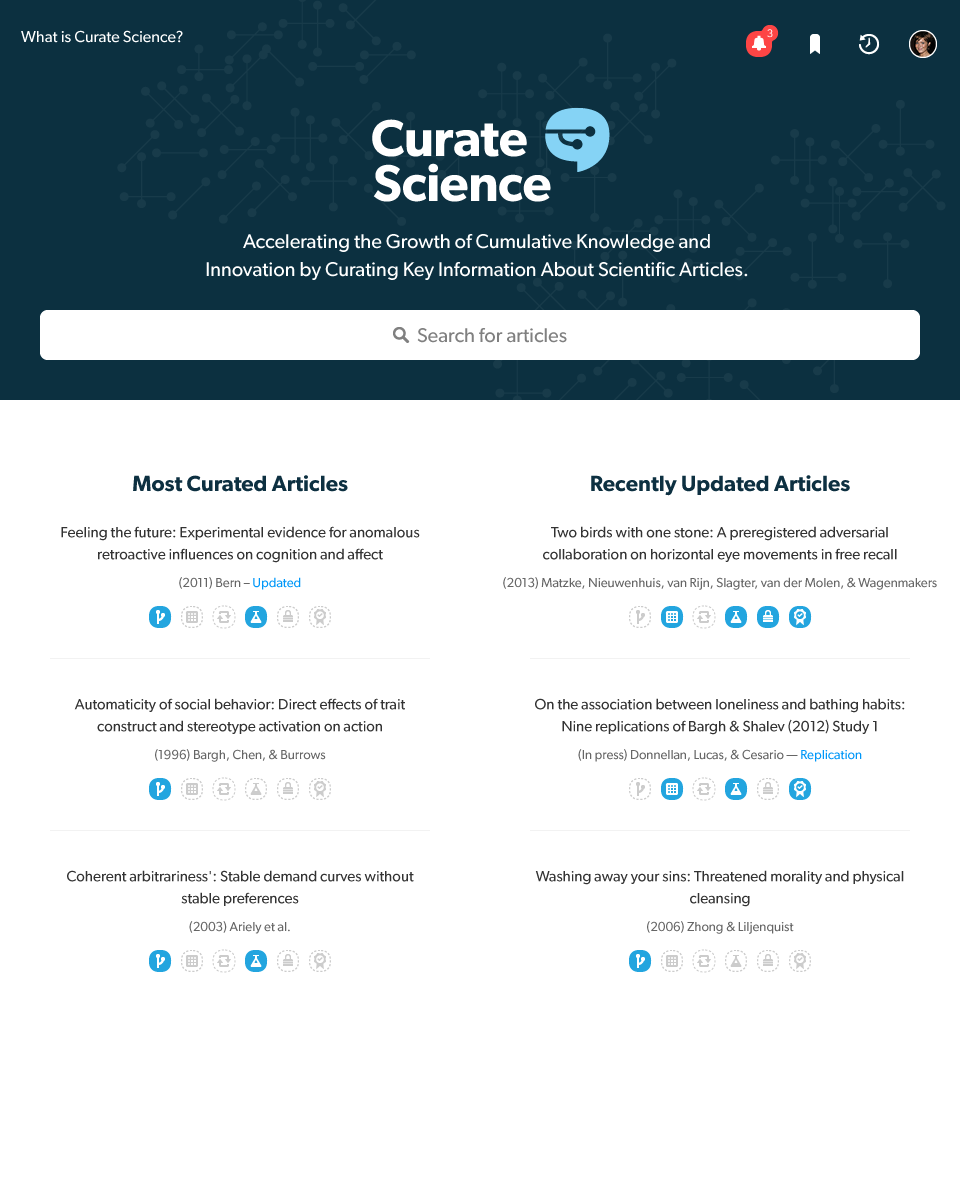 What is Curate Science?
3
Curate
Science
Accelerating the Growth of Cumulative Knowledge and
Innovation by Curating Key Information About Scientific Articles.
Search for articles
Most Curated Articles
Feeling the future: Experimental evidence for anomalous
retroactive influences on cognition and affect
(2011) Bern – Updated
Automaticity of social behavior: Direct effects of trait
construct and stereotype activation on action
(1996) Bargh, Chen, & Burrows
Coherent arbitrariness': Stable demand curves without
stable preferences
(2003) Ariely et al.
Recently Updated Articles
Two birds with one stone: A preregistered adversarial
collaboration on horizontal eye movements in free recall
(2013) Matzke, Nieuwenhuis, van Rijn, Slagter, van der Molen, & Wagenmakers
On the association between loneliness and bathing habits:
Nine replications of Bargh & Shalev (2012) Study 1
(In press) Donnellan, Lucas, & Cesario — Replication
Washing away your sins: Threatened morality and physical
cleansing
(2006) Zhong & Liljenquist